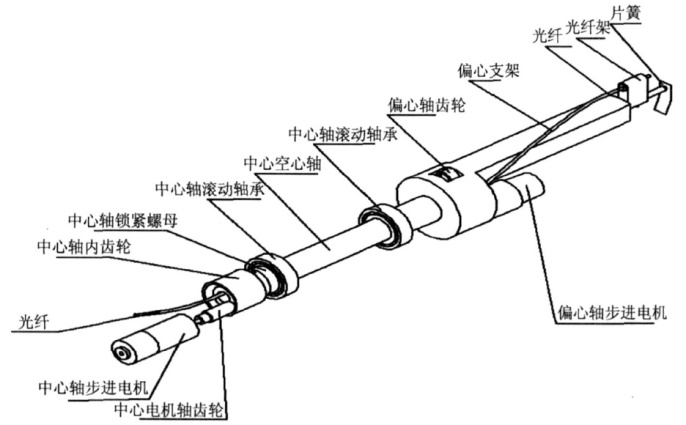 片簧
光纤架
光纤
偏心支架
偏心轴齿轮
中心轴滚动轴承
中心空心轴
中心轴滚动轴承
中心轴锁紧螺母
中心轴内齿轮
光纤
偏心轴步进电机
中心轴步进电机
中心电机轴齿轮